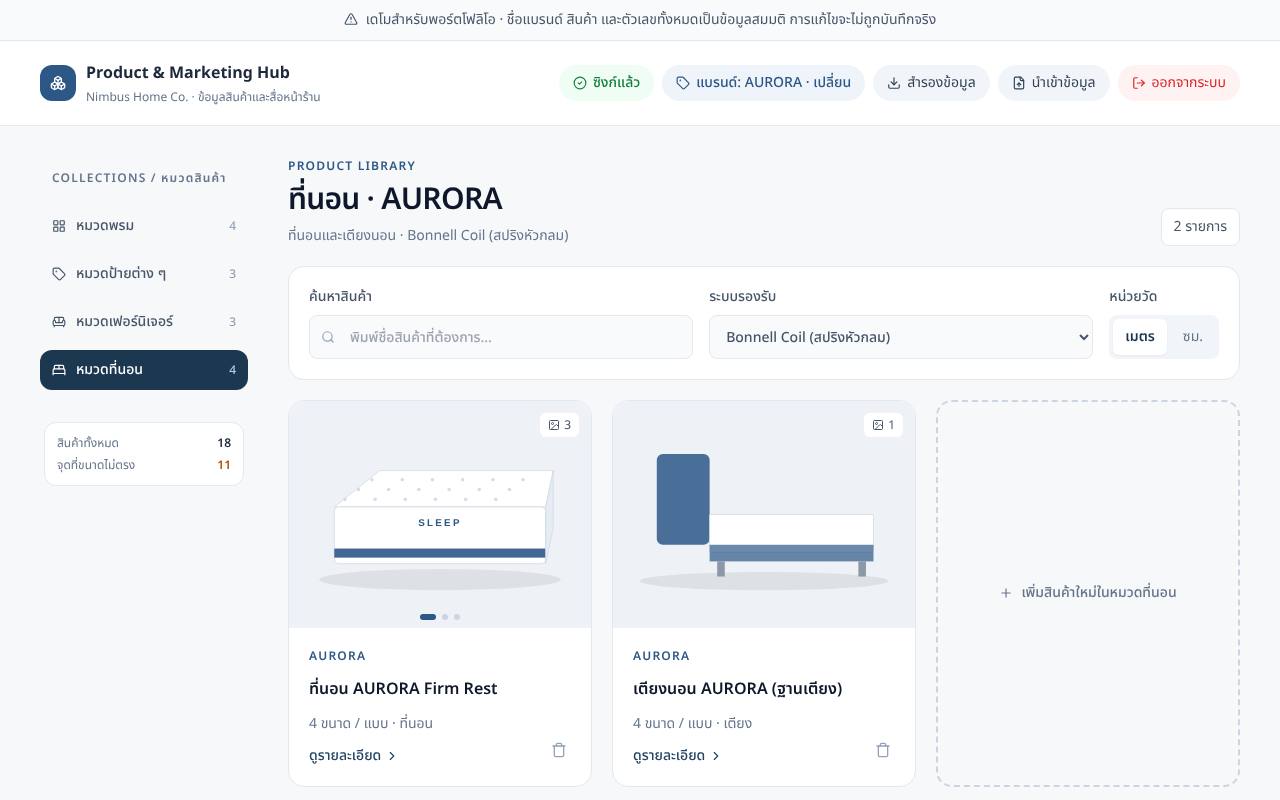 เดโมสำหรับพอร์ตโฟลิโอ · ชื่อแบรนด์ สินค้า และตัวเลขทั้งหมดเป็นข้อมูลสมมติ การแก้ไขจะไม่ถูกบันทึกจริง
Product & Marketing Hub
Nimbus Home Co. · ข้อมูลสินค้าและสื่อหน้าร้าน
ซิงก์แล้ว
แบรนด์: AURORA · เปลี่ยน
สำรองข้อมูล
นำเข้าข้อมูล
ออกจากระบบ
COLLECTIONS / หมวดสินค้า
หมวดพรม 4
หมวดป้ายต่าง ๆ 3
หมวดเฟอร์นิเจอร์ 3
หมวดที่นอน 4
สินค้าทั้งหมด 18
จุดที่ขนาดไม่ตรง 11
PRODUCT LIBRARY
ที่นอน · AURORA
ที่นอนและเตียงนอน · Bonnell Coil (สปริงหัวกลม)
2 รายการ
ค้นหาสินค้า
พิมพ์ชื่อสินค้าที่ต้องการ...
ระบบรองรับ
Bonnell Coil (สปริงหัวกลม)
หน่วยวัด
เมตร ซม.
3
SLEEP
AURORA
ที่นอน AURORA Firm Rest
4 ขนาด / แบบ · ที่นอน
ดูรายละเอียด
1
AURORA
เตียงนอน AURORA (ฐานเตียง)
4 ขนาด / แบบ · เตียง
ดูรายละเอียด
เพิ่มสินค้าใหม่ในหมวดที่นอน